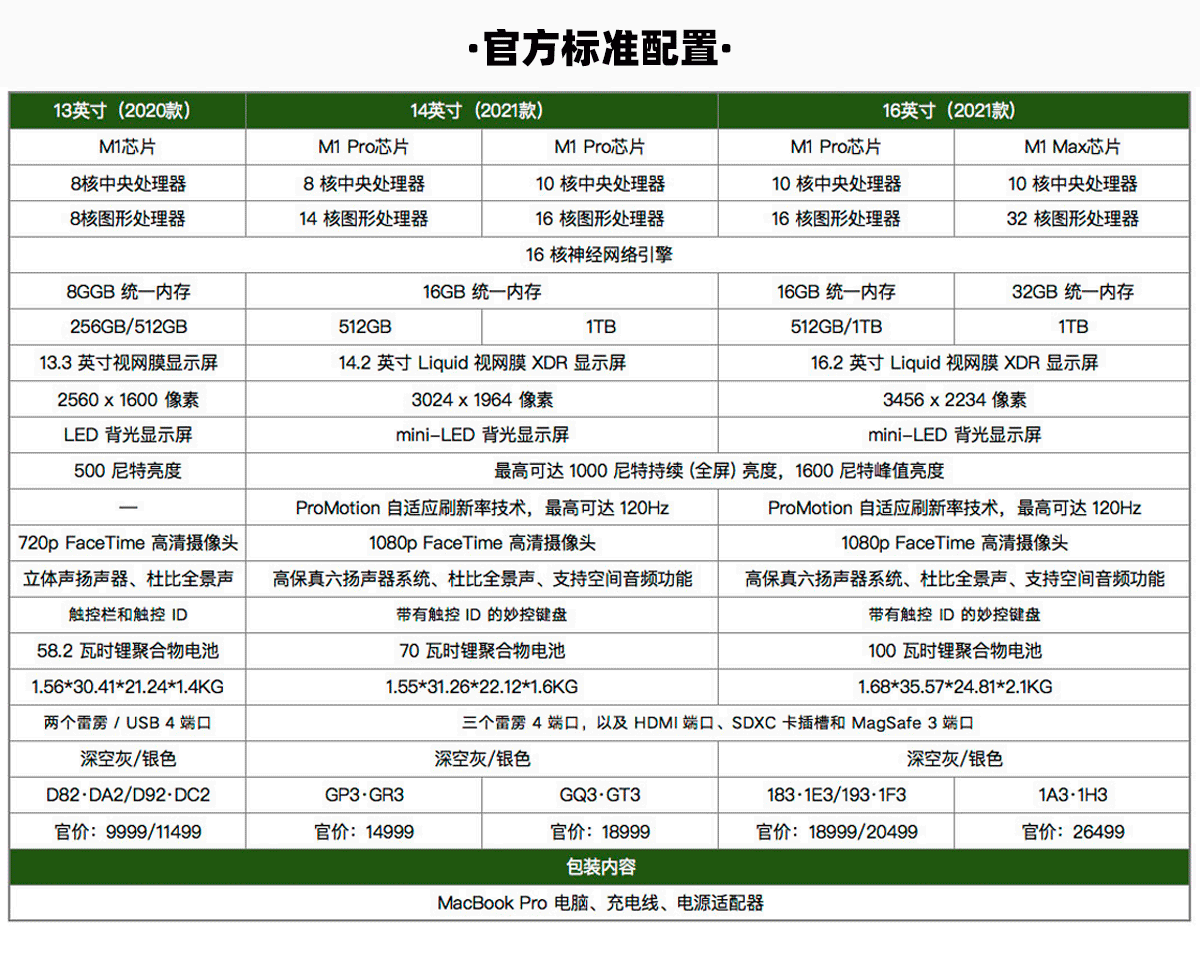 ·官方标准配置·
13英寸（2020款） 14英寸（2021款） 16英寸（2021款）
M1芯片 M1 Pro芯片 M1 Pro芯片 M1 Pro芯片 M1 Max芯片
8核中央处理器 8 核中央处理器 10 核中央处理器 10 核中央处理器 10 核中央处理器
8核图形处理器 14 核图形处理器 16 核图形处理器 16 核图形处理器 32 核图形处理器
16 核神经网络引擎
8GGB 统一内存 16GB 统一内存 16GB 统一内存 32GB 统一内存
256GB/512GB 512GB 1TB 512GB/1TB 1TB
13.3 英寸视网膜显示屏 14.2 英寸 Liquid 视网膜 XDR 显示屏 16.2 英寸 Liquid 视网膜 XDR 显示屏
2560 x 1600 像素 3024 x 1964 像素 3456 x 2234 像素
LED 背光显示屏 mini-LED 背光显示屏 mini-LED 背光显示屏
500 尼特亮度 最高可达 1000 尼特持续 (全屏) 亮度，1600 尼特峰值亮度
— ProMotion 自适应刷新率技术，最高可达 120Hz ProMotion 自适应刷新率技术，最高可达 120Hz
720p FaceTime 高清摄像头 1080p FaceTime 高清摄像头 1080p FaceTime 高清摄像头
立体声扬声器、杜比全景声 高保真六扬声器系统、杜比全景声、支持空间音频功能 高保真六扬声器系统、杜比全景声、支持空间音频功能
触控栏和触控 ID 带有触控 ID 的妙控键盘 带有触控 ID 的妙控键盘
58.2 瓦时锂聚合物电池 70 瓦时锂聚合物电池 100 瓦时锂聚合物电池
1.56*30.41*21.24*1.4KG 1.55*31.26*22.12*1.6KG 1.68*35.57*24.81*2.1KG
两个雷雳 / USB 4 端口 三个雷雳 4 端口，以及 HDMI 端口、SDXC 卡插槽和 MagSafe 3 端口
深空灰/银色 深空灰/银色 深空灰/银色
D82·DA2/D92·DC2 GP3·GR3 GQ3·GT3 183·1E3/193·1F3 1A3·1H3
官价：9999/11499 官价：14999 官价：18999 官价：18999/20499 官价：26499
包装内容
MacBook Pro 电脑、充电线、电源适配器